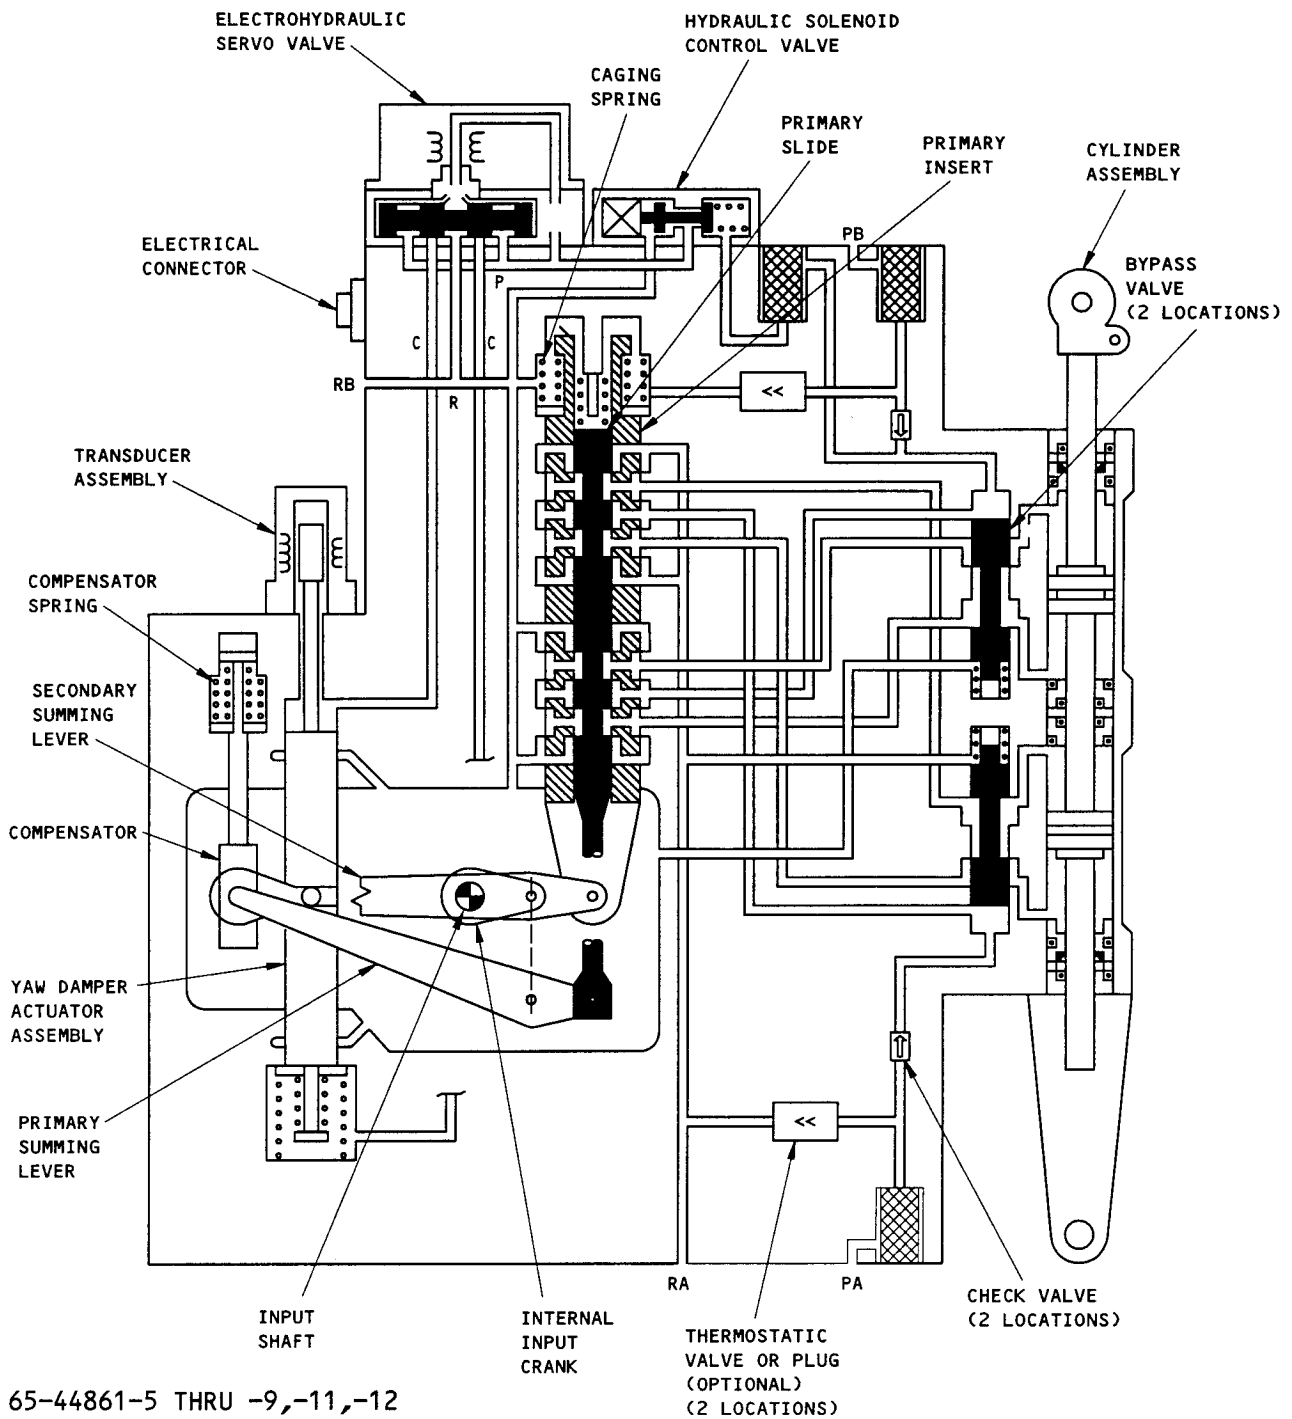 ELECTROHYDRAULIC
SERVO VALVE
HYDRAULIC SOLENOID
CONTROL VALVE
CAGING
SPRING
PRIMARY
SLIDE
PRIMARY
INSERT
CYLINDER
ASSEMBLY
ELECTRICAL
CONNECTOR
PB
BYPASS
VALVE
(2 LOCATIONS)
P
C
C
RB
R
<<
TRANSDUCER
ASSEMBLY
COMPENSATOR
SPRING
SECONDARY
SUMMING
LEVER
COMPENSATOR
YAW DAMPER
ACTUATOR
ASSEMBLY
PRIMARY
SUMMING
LEVER
<<
RA
PA
INPUT
SHAFT
INTERNAL
INPUT
CRANK
THERMOSTATIC
VALVE OR PLUG
(OPTIONAL)
(2 LOCATIONS)
CHECK VALVE
(2 LOCATIONS)
65-44861-5 THRU -9,-11,-12